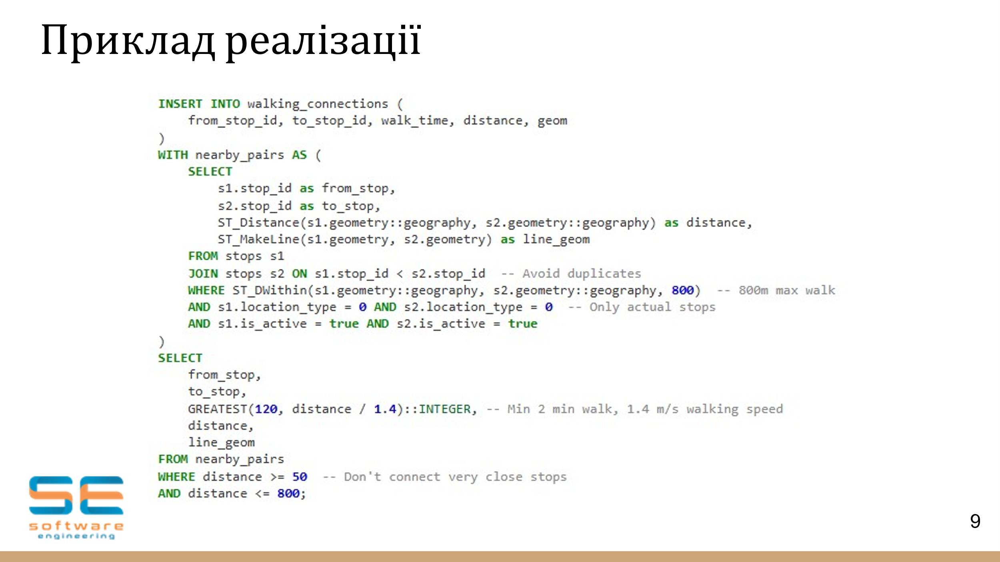 Приклад реалізації
INSERT INTO walking_connections (
    from_stop_id, to_stop_id, walk_time, distance, geom
)
WITH nearby_pairs AS (
    SELECT
        s1.stop_id as from_stop,
        s2.stop_id as to_stop,
        ST_Distance(s1.geometry::geography, s2.geometry::geography) as distance,
        ST_MakeLine(s1.geometry, s2.geometry) as line_geom
    FROM stops s1
    JOIN stops s2 ON s1.stop_id < s2.stop_id  -- Avoid duplicates
    WHERE ST_DWithin(s1.geometry::geography, s2.geometry::geography, 800)  -- 800m max walk
    AND s1.location_type = 0 AND s2.location_type = 0  -- Only actual stops
    AND s1.is_active = true AND s2.is_active = true
)
SELECT
    from_stop,
    to_stop,
    GREATEST(120, distance / 1.4)::INTEGER, -- Min 2 min walk, 1.4 m/s walking speed
    distance,
    line_geom
FROM nearby_pairs
WHERE distance >= 50  -- Don't connect very close stops
AND distance <= 800;
SE
software
engineering
9